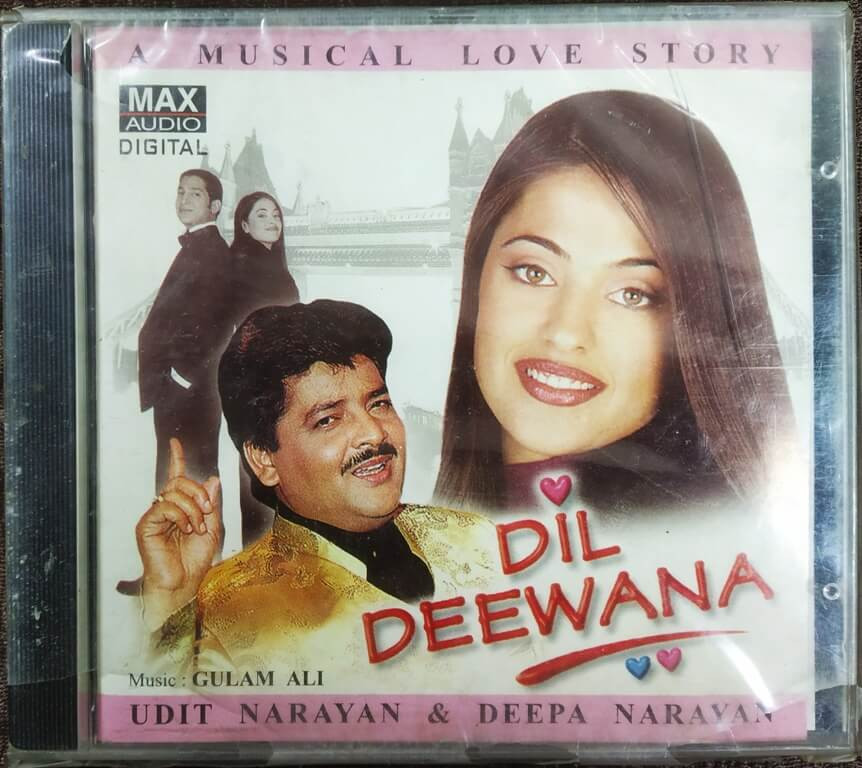 A MUSICAL LOVE STORY
MAX
AUDIO
DIGITAL
DIL
DEEWANA
Music : GULAM ALI
UDIT NARAYAN & DEEPA NARAYAN